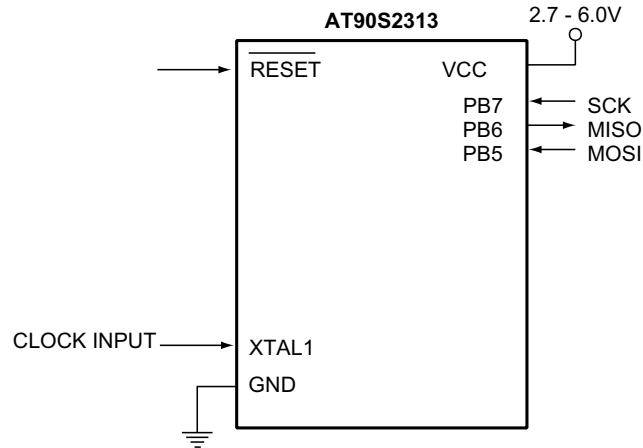 AT90S2313
2.7 - 6.0V
RESET
VCC
PB7
SCK
PB6
MISO
PB5
MOSI
CLOCK INPUT
XTAL1
GND